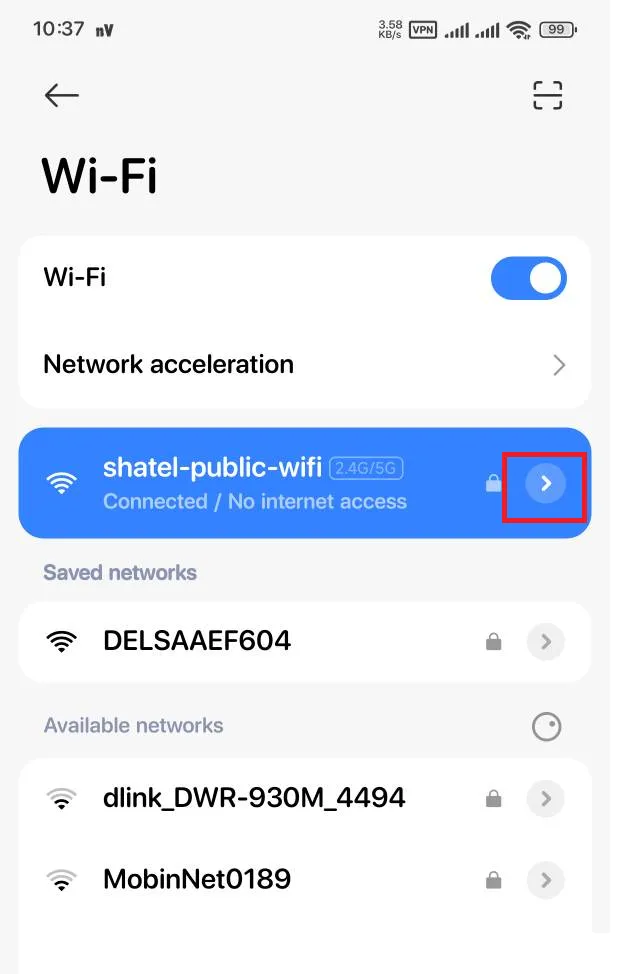 10:37 nV 3.58 KB/s VPN 99
Wi-Fi
Wi-Fi
Network acceleration
shatel-public-wifi 2.4G/5G
Connected / No internet access
Saved networks
DELSAAEF604
Available networks
dlink_DWR-930M_4494
MobinNet0189